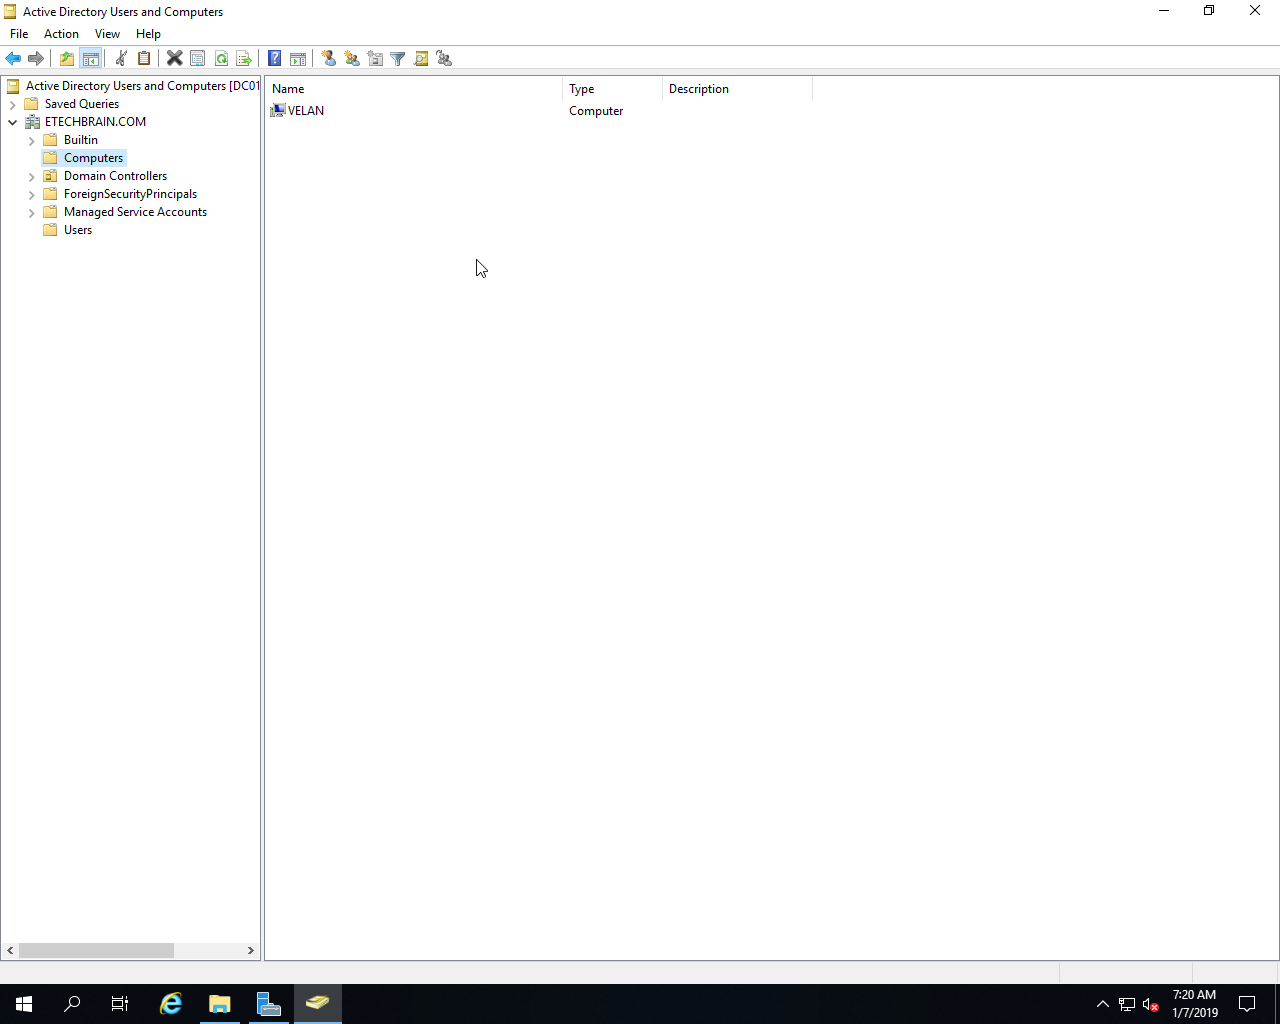 Active Directory Users and Computers
File Action View Help
Active Directory Users and Computers [DC01
Saved Queries
ETECHBRAIN.COM
Builtin
Computers
Domain Controllers
ForeignSecurityPrincipals
Managed Service Accounts
Users
Name Type Description
VELAN Computer
7:20 AM
1/7/2019